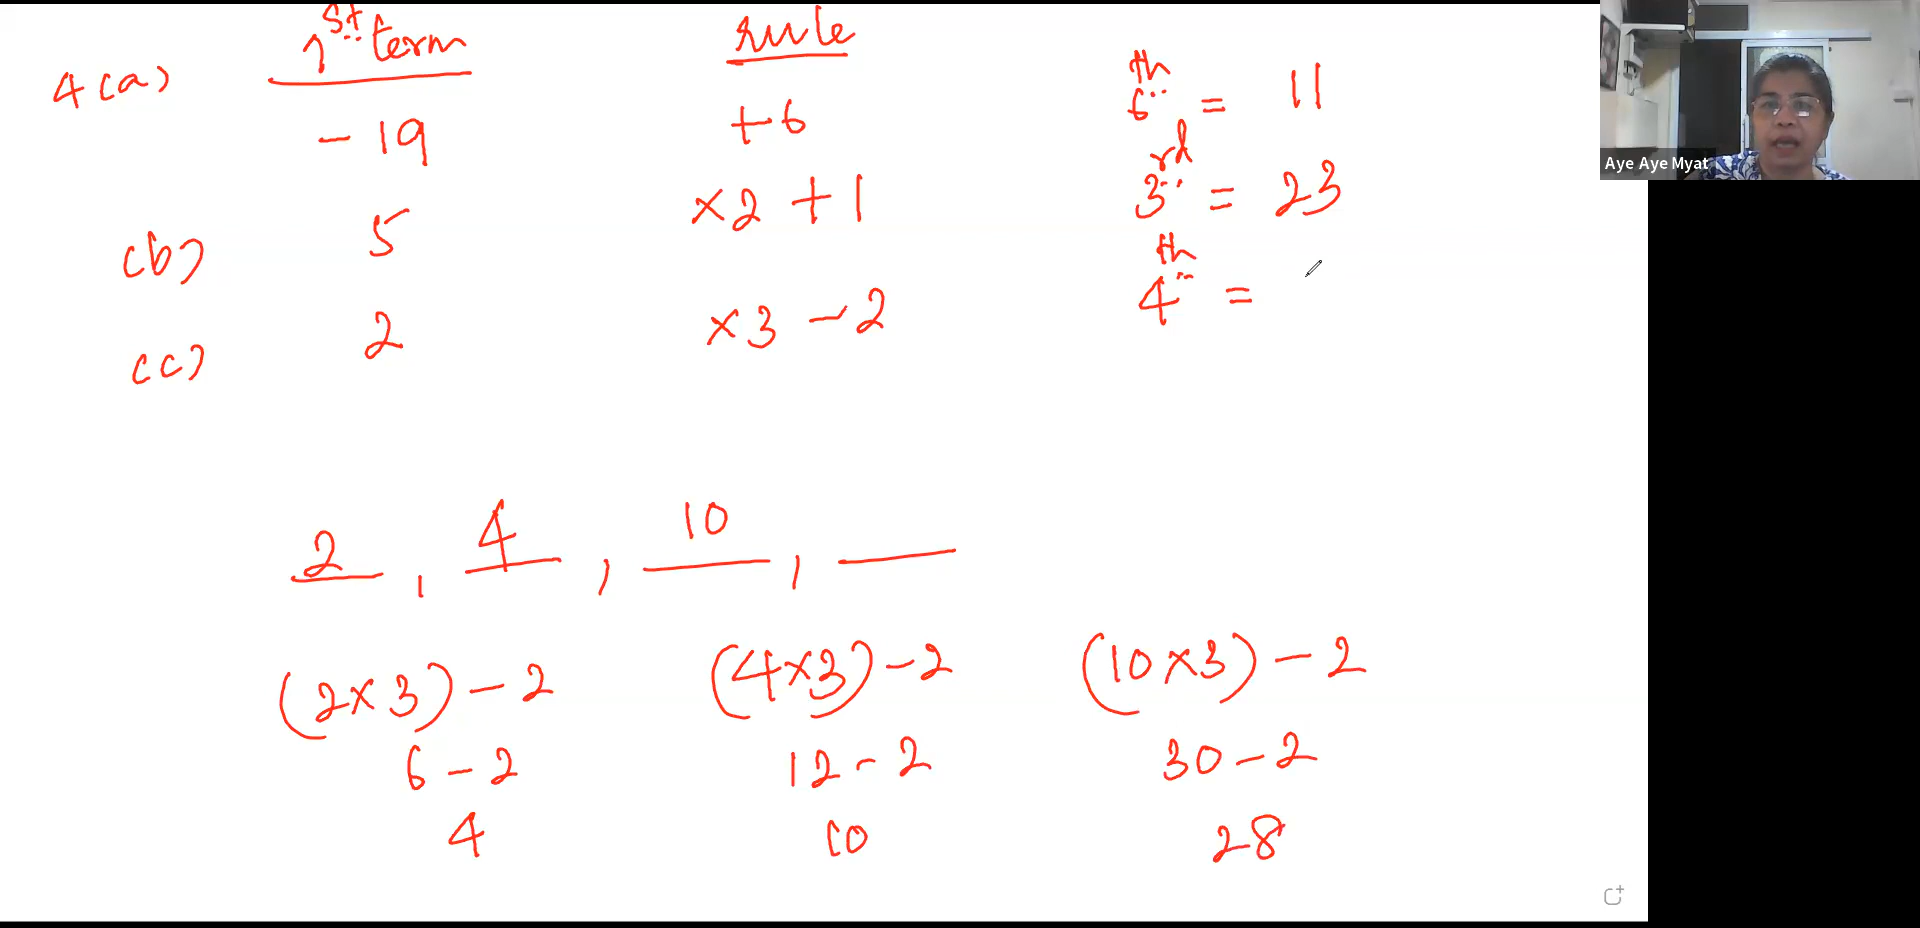 1st term rule
4(a) -19 +6 6th = 11
(b) 5 ×2 +1 3rd = 23
(c) 2 ×3 -2 4th =
2 , 4 , 10 ,
(2×3) -2 (4×3) -2 (10×3) -2
6-2 12-2 30-2
4 10 28
Aye Aye Myat